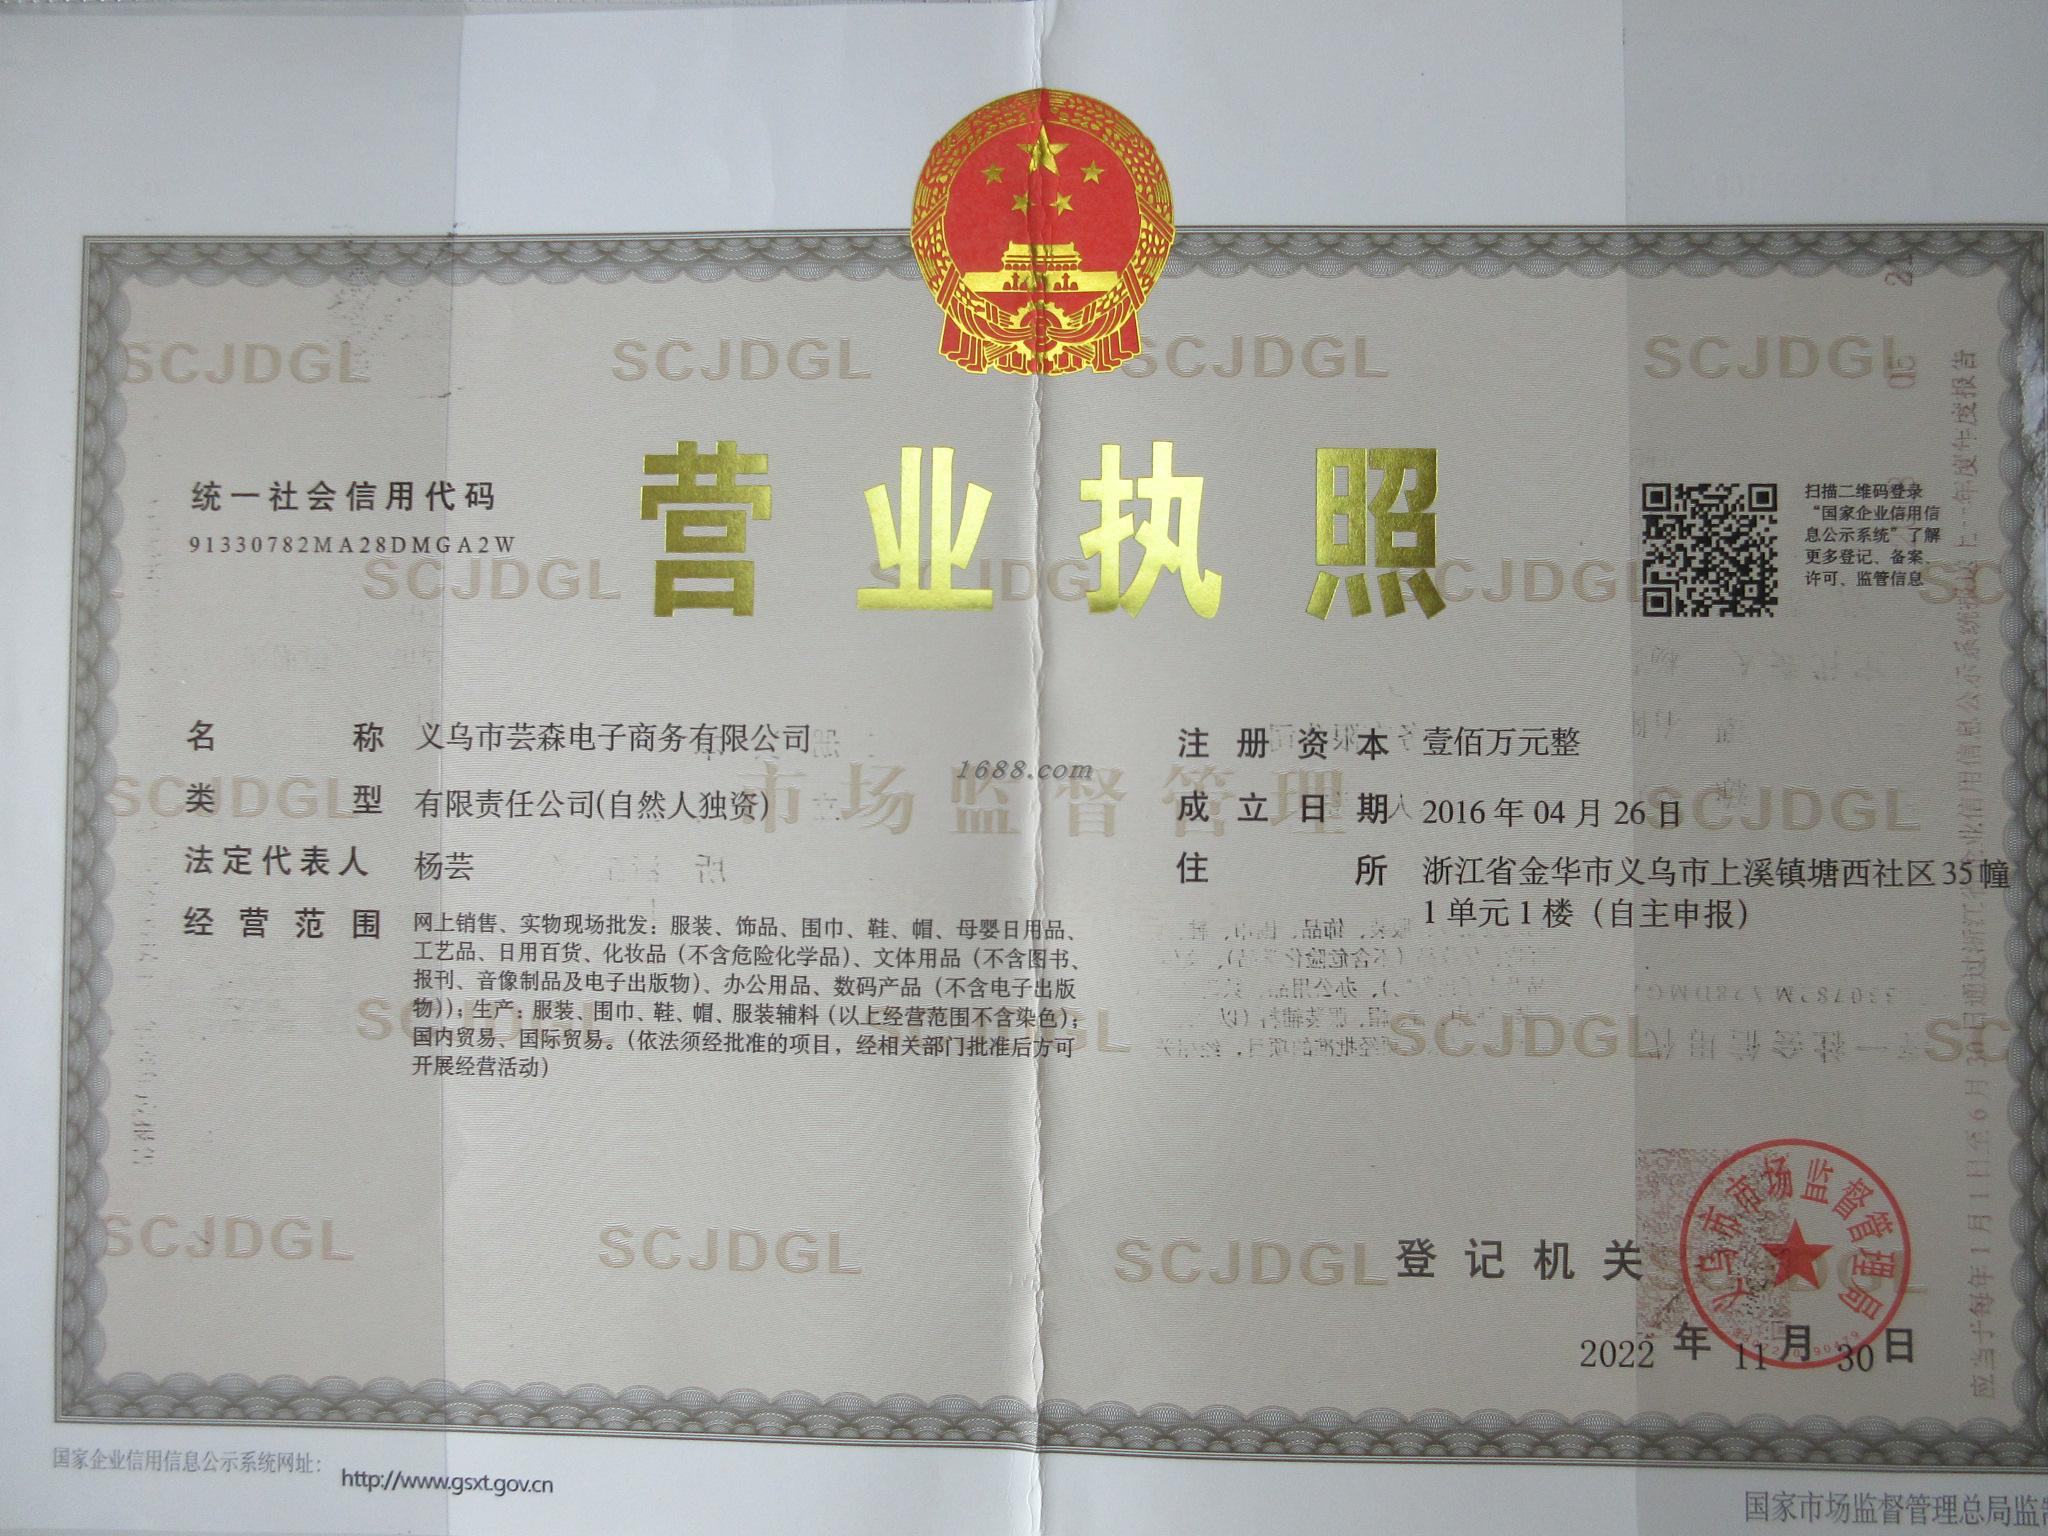 SCJDGL SCJDGL SCJDGL SCJDGL
营业执照
统一社会信用代码
91330782MA28DMGA2W
扫描二维码登录
“国家企业信用信
息公示系统”了解
更多登记、备案、
许可、监管信息
SCJDGL
名称 义乌市芸森电子商务有限公司
类型 有限责任公司(自然人独资)
法定代表人 杨芸
经营范围 网上销售、实物现场批发：服装、饰品、围巾、鞋、帽、母婴日用品、
工艺品、日用百货、化妆品（不含危险化学品）、文体用品（不含图书、
报刊、音像制品及电子出版物）、办公用品、数码产品（不含电子出版
物））；生产：服装、围巾、鞋、帽、服装辅料（以上经营范围不含染色）；
国内贸易、国际贸易。（依法须经批准的项目，经相关部门批准后方可
开展经营活动）
1688.com
市场监督管理
注册资本 壹佰万元整
成立日期 2016 年 04 月 26 日
住所 浙江省金华市义乌市上溪镇塘西社区 35 幢
1 单元 1 楼（自主申报）
SCJDGL SCJDGL SCJDGL
登记机关
义乌市市场监督管理局
2022 年 11 月 30 日
国家企业信用信息公示系统网址：
http://www.gsxt.gov.cn
国家市场监督管理总局监